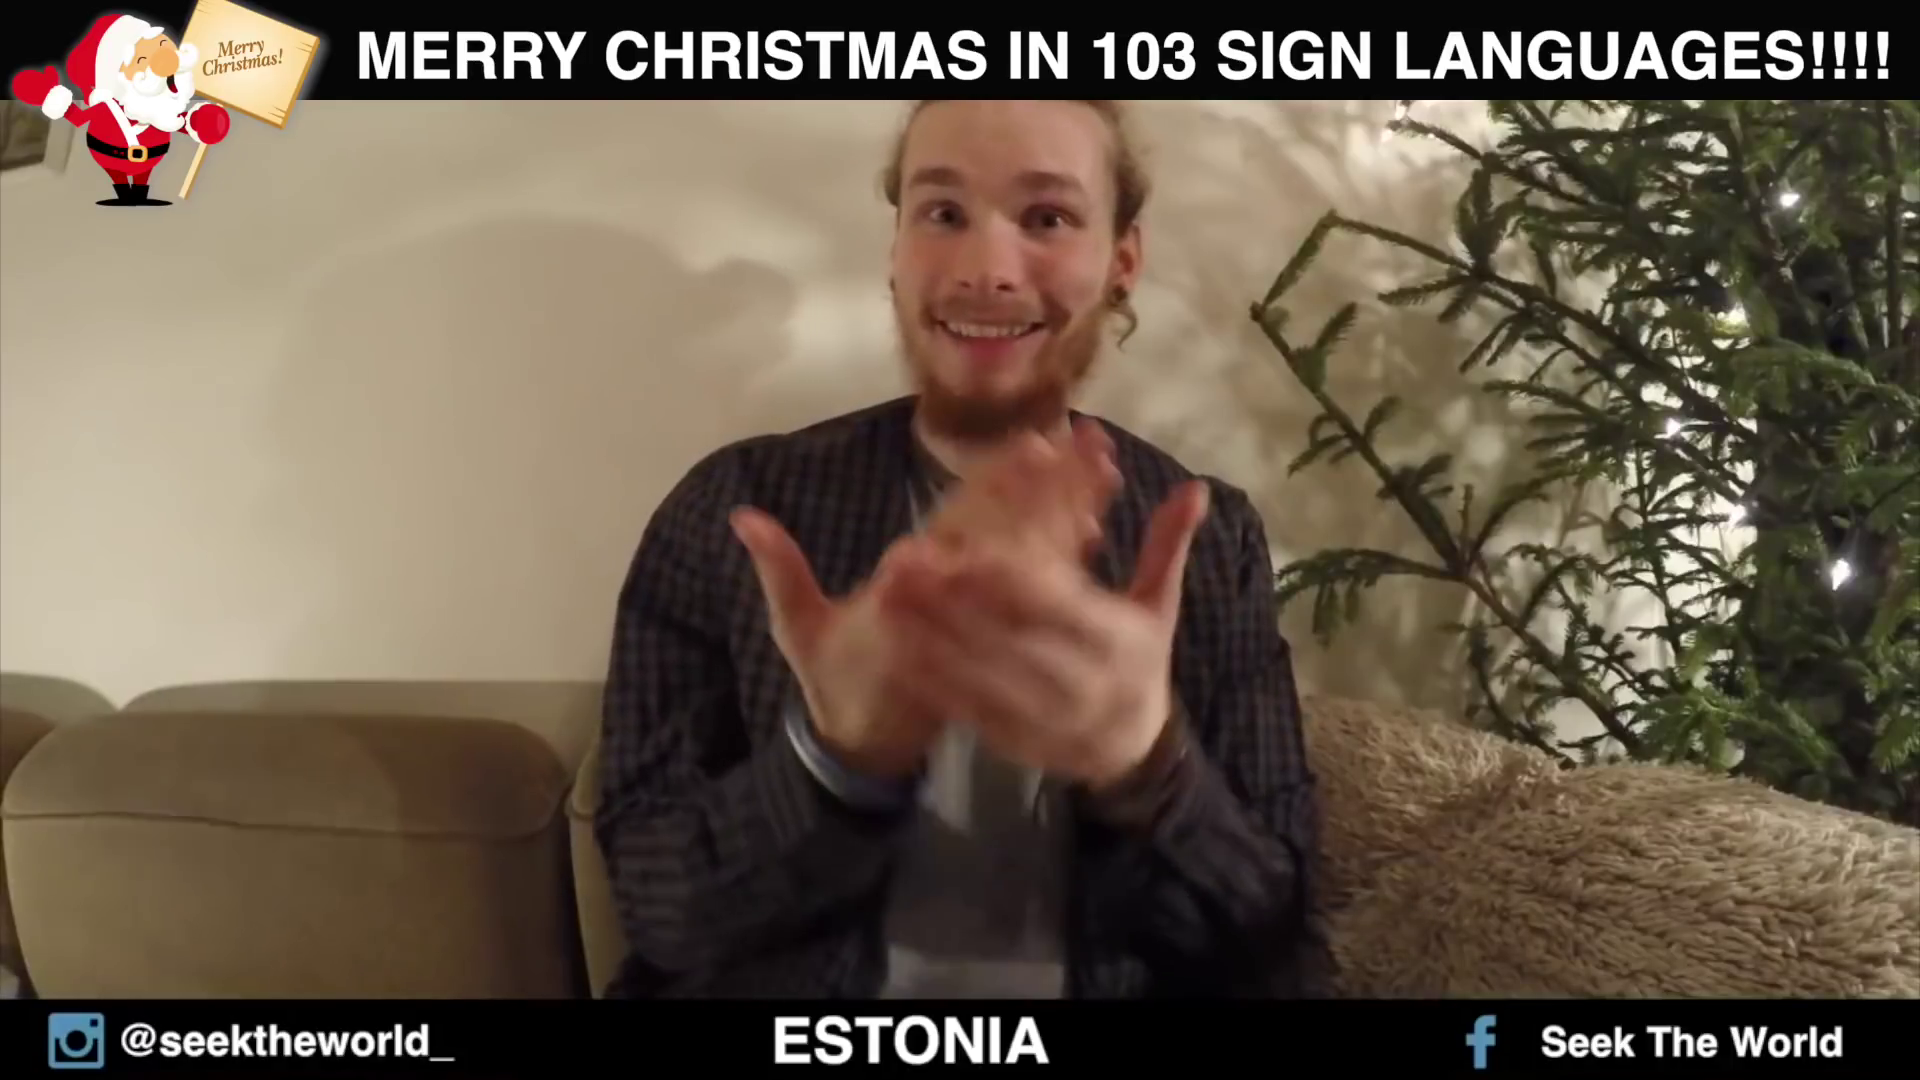 Merry
Christmas!
MERRY CHRISTMAS IN 103 SIGN LANGUAGES!!!!
@seektheworld_
ESTONIA
Seek The World